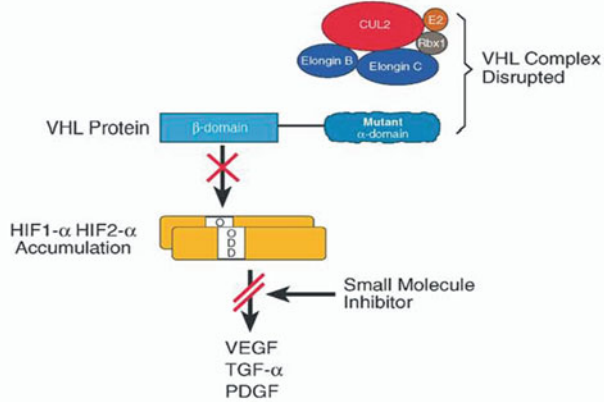 CUL2
E2
Rbx1
Elongin B
Elongin C
VHL Complex
Disrupted
VHL Protein
β-domain
Mutant
α-domain
HIF1-α HIF2-α
Accumulation
O
O
D
D
Small Molecule
Inhibitor
VEGF
TGF-α
PDGF